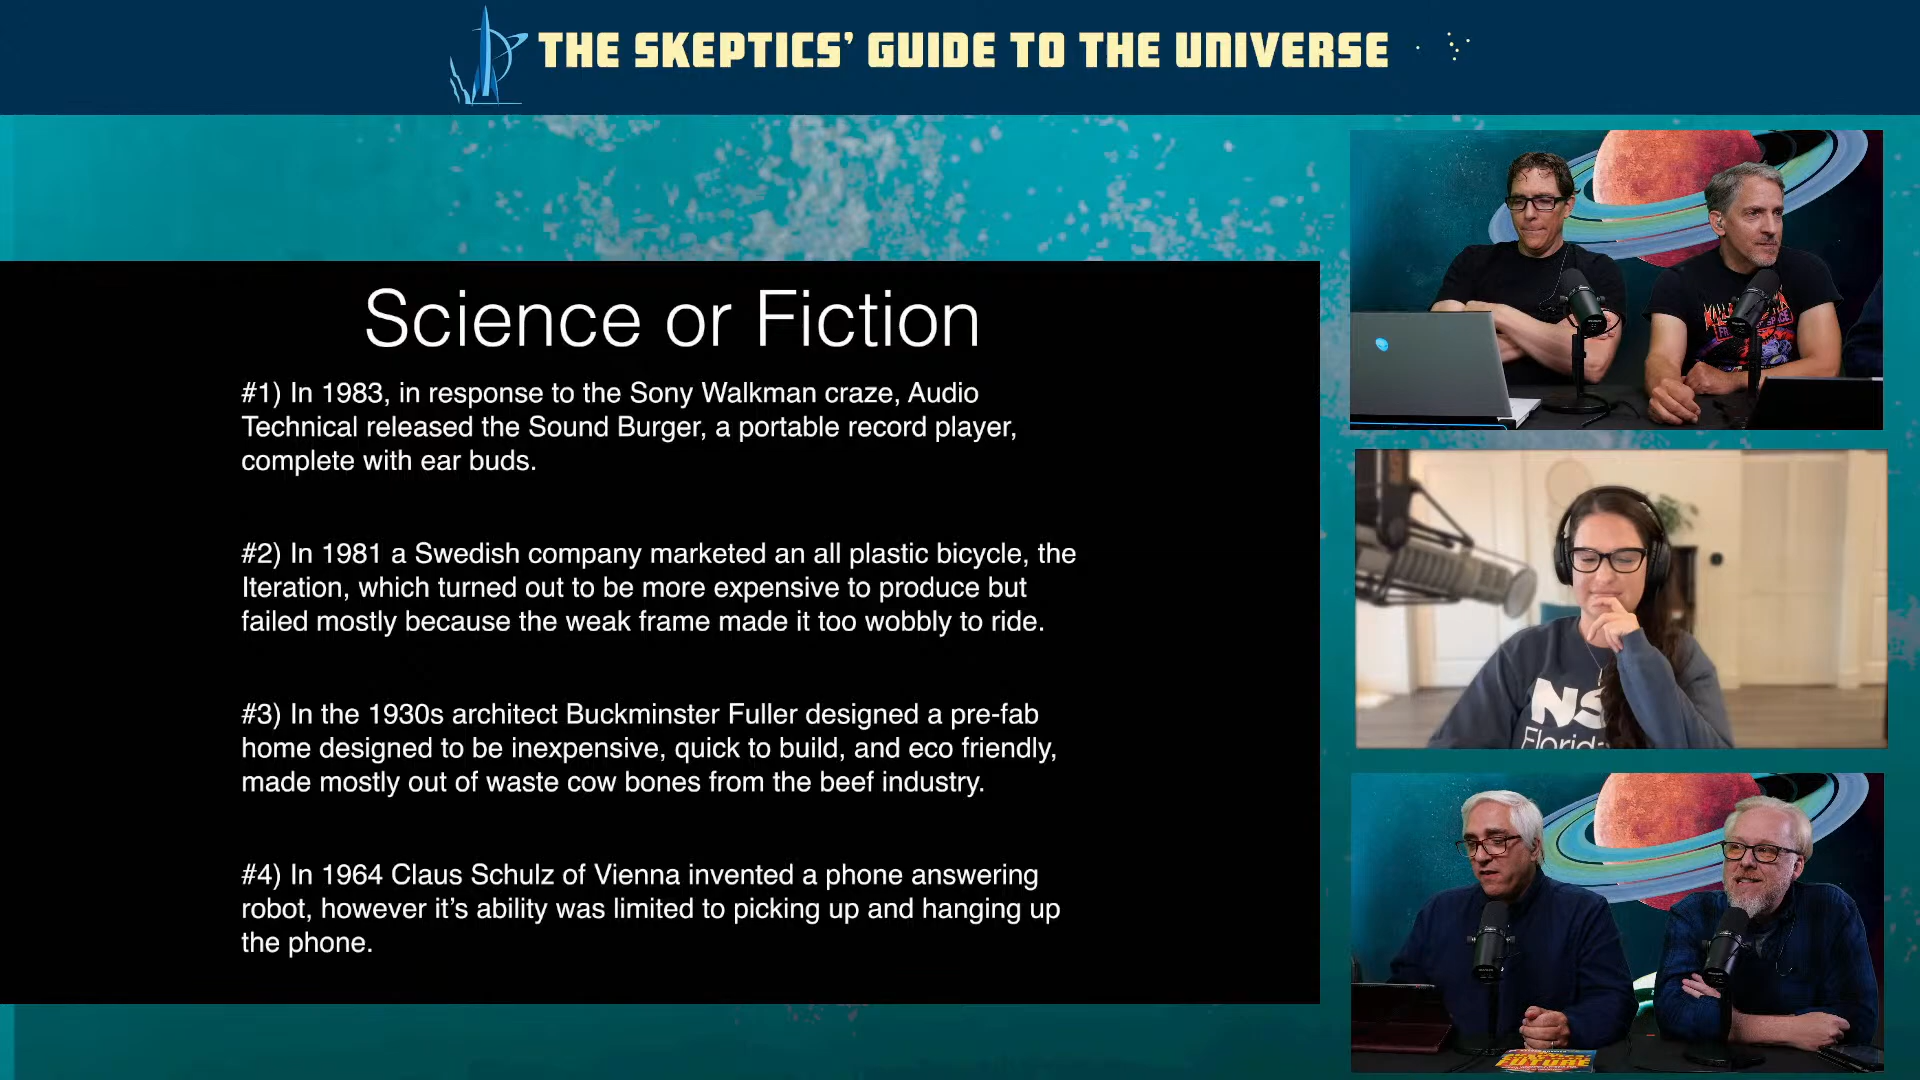 THE SKEPTICS' GUIDE TO THE UNIVERSE
Science or Fiction
#1) In 1983, in response to the Sony Walkman craze, Audio
Technical released the Sound Burger, a portable record player,
complete with ear buds.
#2) In 1981 a Swedish company marketed an all plastic bicycle, the
Iteration, which turned out to be more expensive to produce but
failed mostly because the weak frame made it too wobbly to ride.
#3) In the 1930s architect Buckminster Fuller designed a pre-fab
home designed to be inexpensive, quick to build, and eco friendly,
made mostly out of waste cow bones from the beef industry.
#4) In 1964 Claus Schulz of Vienna invented a phone answering
robot, however it's ability was limited to picking up and hanging up
the phone.
NS
Florida
FUTURE